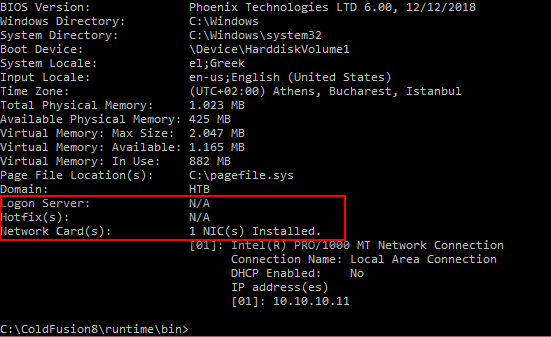 BIOS Version: Phoenix Technologies LTD 6.00, 12/12/2018
Windows Directory: C:\Windows
System Directory: C:\Windows\system32
Boot Device: \Device\HarddiskVolume1
System Locale: el;Greek
Input Locale: en-us;English (United States)
Time Zone: (UTC+02:00) Athens, Bucharest, Istanbul
Total Physical Memory: 1.023 MB
Available Physical Memory: 425 MB
Virtual Memory: Max Size: 2.047 MB
Virtual Memory: Available: 1.165 MB
Virtual Memory: In Use: 882 MB
Page File Location(s): C:\pagefile.sys
Domain: HTB
Logon Server: N/A
Hotfix(s): N/A
Network Card(s): 1 NIC(s) Installed.
[01]: Intel(R) PRO/1000 MT Network Connection
Connection Name: Local Area Connection
DHCP Enabled: No
IP address(es)
[01]: 10.10.10.11
C:\ColdFusion8\runtime\bin>